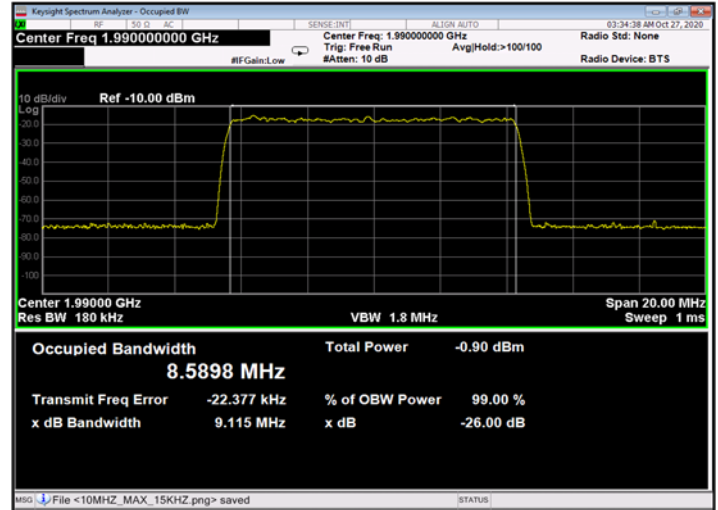 Keysight Spectrum Analyzer - Occupied BW
RF 50 Ω AC SENSE:INT ALIGN AUTO 03:34:38 AM Oct 27, 2020
Center Freq 1.990000000 GHz Center Freq: 1.990000000 GHz Radio Std: None
Trig: Free Run Avg|Hold:>100/100
#IFGain:Low #Atten: 10 dB Radio Device: BTS
10 dB/div Ref -10.00 dBm
Log
-20.0
-30.0
-40.0
-50.0
-60.0
-70.0
-80.0
-90.0
-100
Center 1.99000 GHz Span 20.00 MHz
Res BW 180 kHz VBW 1.8 MHz Sweep 1 ms
Occupied Bandwidth Total Power -0.90 dBm
8.5898 MHz
Transmit Freq Error -22.377 kHz % of OBW Power 99.00 %
x dB Bandwidth 9.115 MHz x dB -26.00 dB
MSG File <10MHZ_MAX_15KHZ.png> saved STATUS